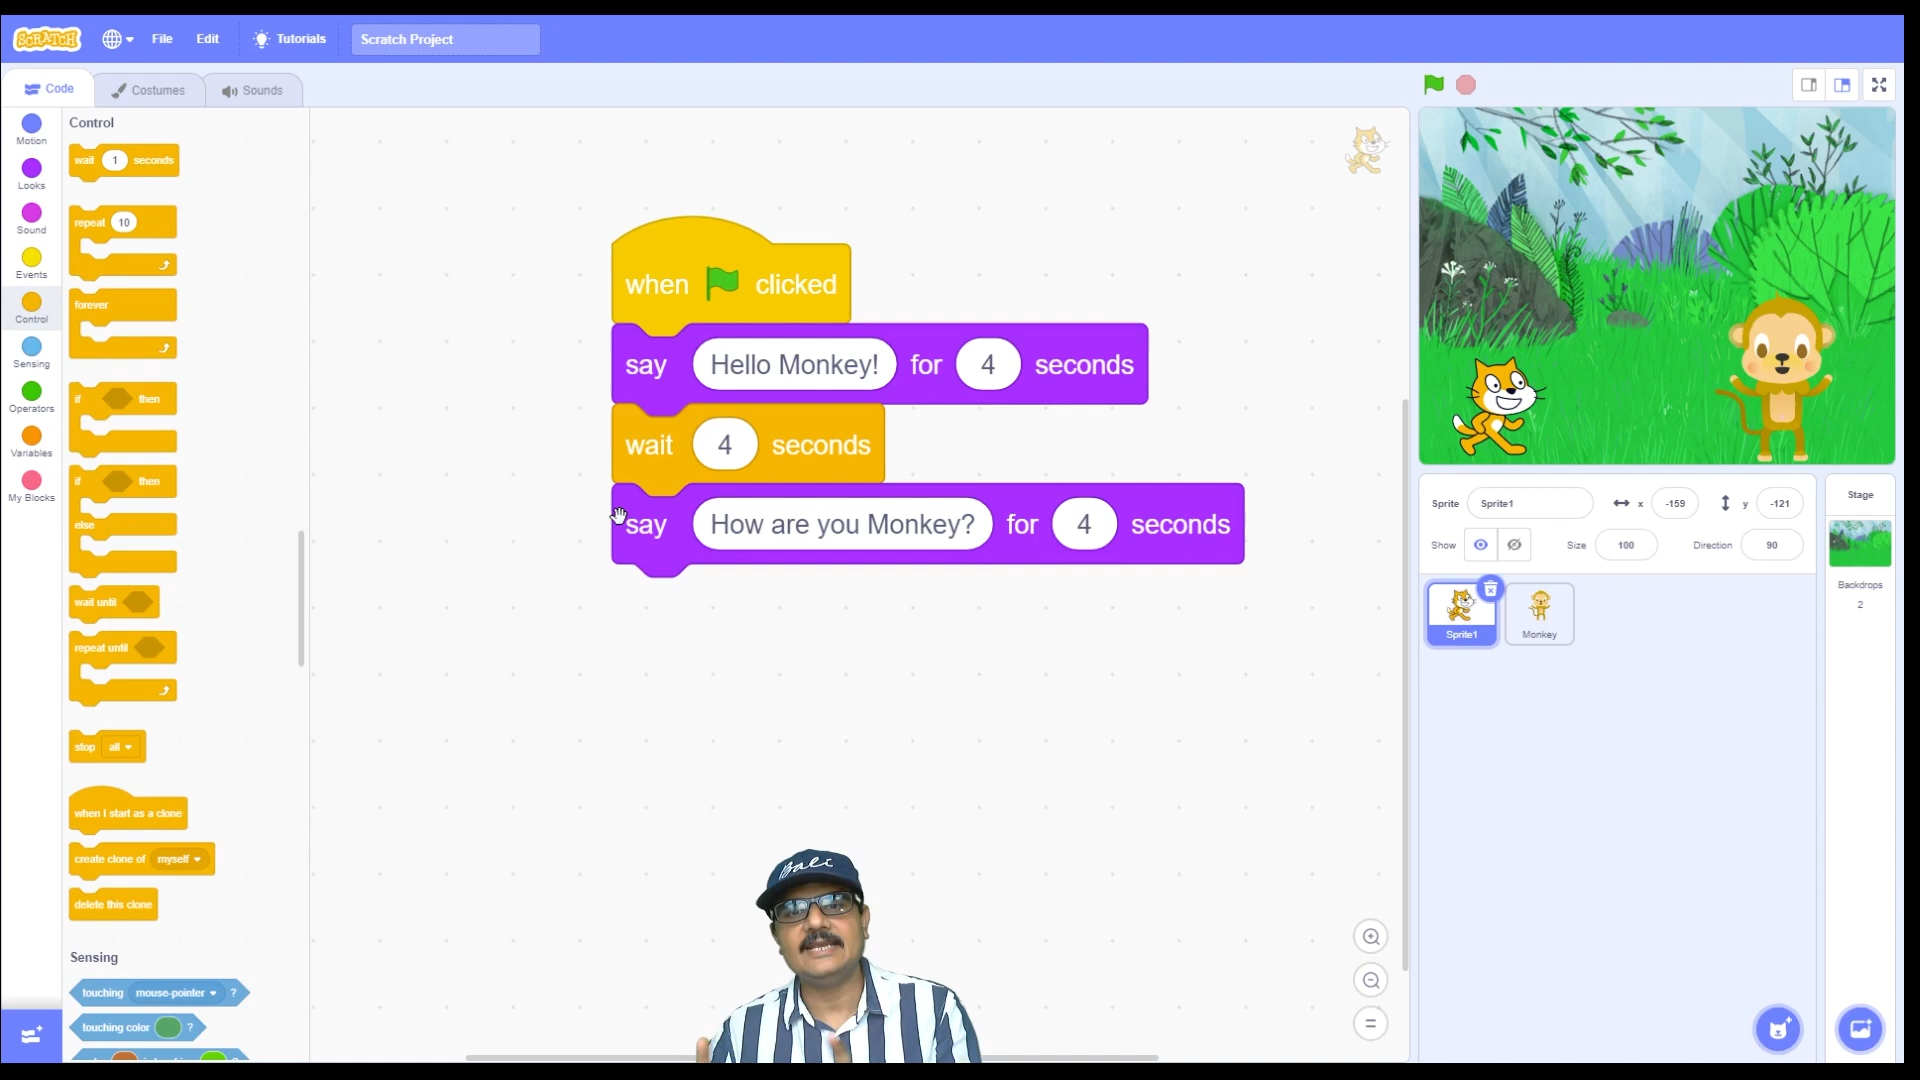 SCRATCH
File
Edit
Tutorials
Scratch Project
Code
Costumes
Sounds
Motion
Looks
Sound
Events
Control
Sensing
Operators
Variables
My Blocks
Control
wait 1 seconds
repeat 10
forever
if then
if then
else
wait until
repeat until
stop all
when I start as a clone
create clone of myself
delete this clone
Sensing
touching mouse-pointer ?
touching color ?
when clicked
say Hello Monkey! for 4 seconds
wait 4 seconds
say How are you Monkey? for 4 seconds
Bali
Sprite Sprite1 x -159 y -121
Show Size 100 Direction 90
Sprite1
Monkey
Stage
Backdrops
2